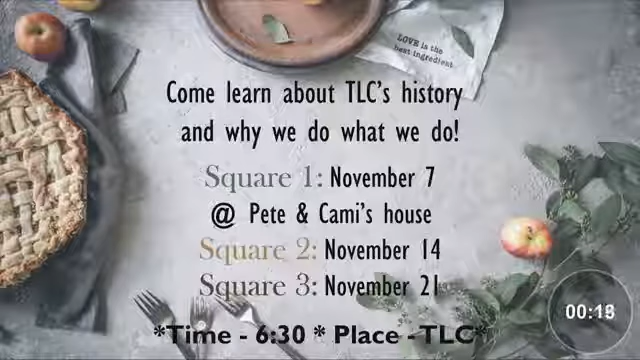 LOVE is the
best ingredient
Come learn about TLC's history
and why we do what we do!
Square 1: November 7
@ Pete & Cami's house
Square 2: November 14
Square 3: November 21
00:18
*Time - 6:30 * Place - TLC*